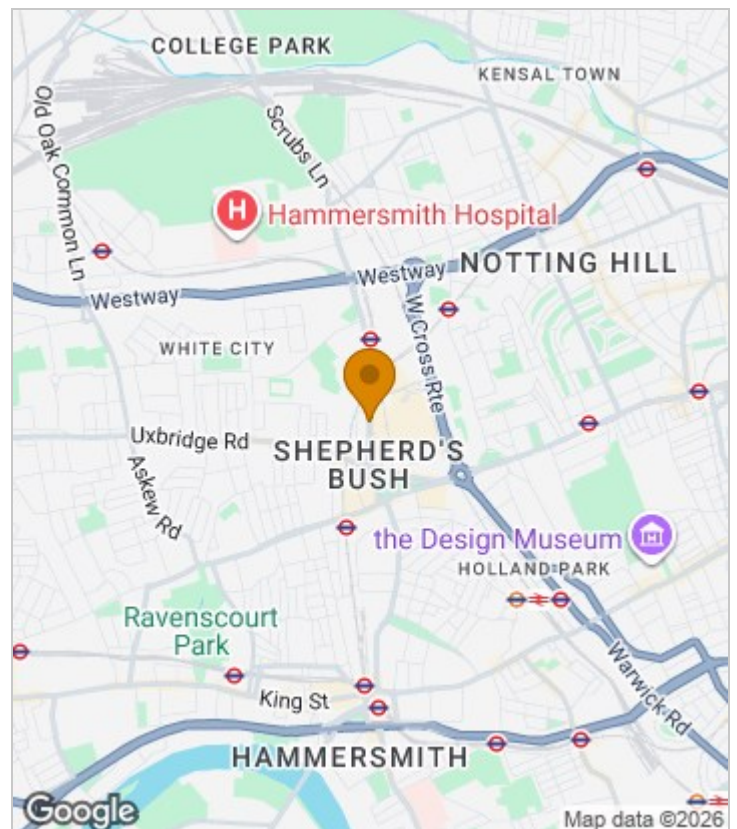 COLLEGE PARK
KENSAL TOWN
Old Oak Common Ln
Scrubs Ln
H
Hammersmith Hospital
Westway
NOTTING HILL
Westway
W Cross Rte
WHITE CITY
Uxbridge Rd
SHEPHERD'S
BUSH
Askew Rd
the Design Museum
HOLLAND PARK
Ravenscourt
Park
Warwick Rd
King St
HAMMERSMITH
Google
Map data ©2026